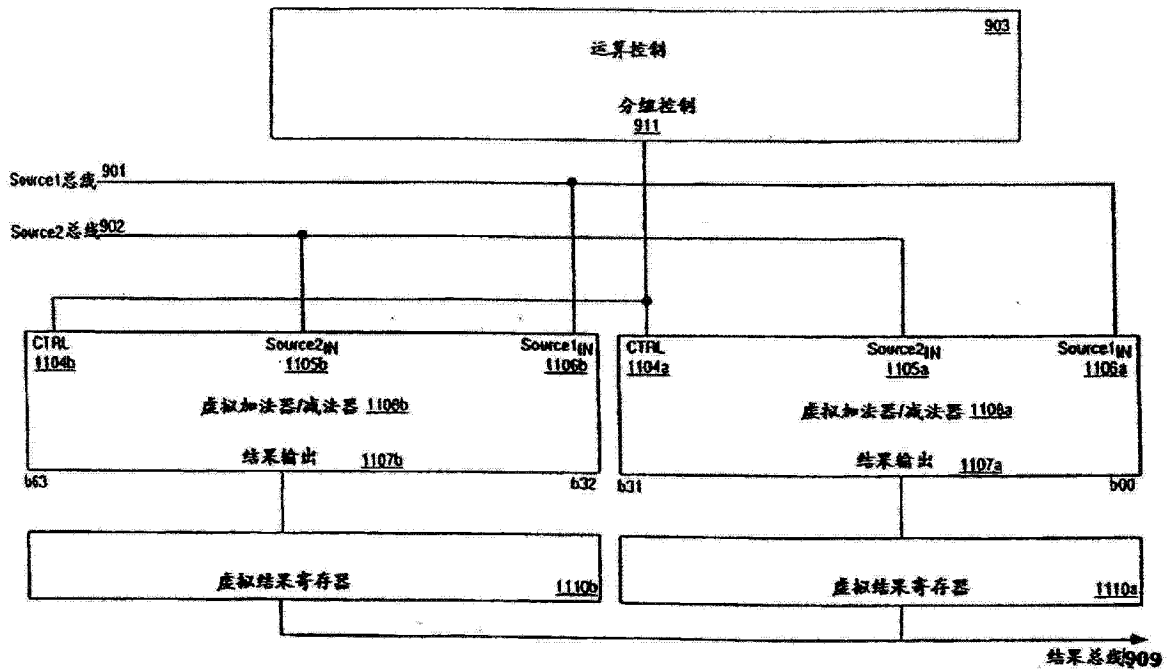 903
运算控制
分组控制
911
Source1总线 901
Source2总线 902
CTRL
1104b
Source2IN
1105b
Source1IN
1106b
CTRL
1104a
Source2IN
1105a
Source1IN
1106a
虚拟加法器/减法器 1108b
虚拟加法器/减法器 1108a
结果输出 1107b
结果输出 1107a
b63
b32
b31
b00
虚拟结果寄存器
1110b
虚拟结果寄存器
1110a
结果总线909